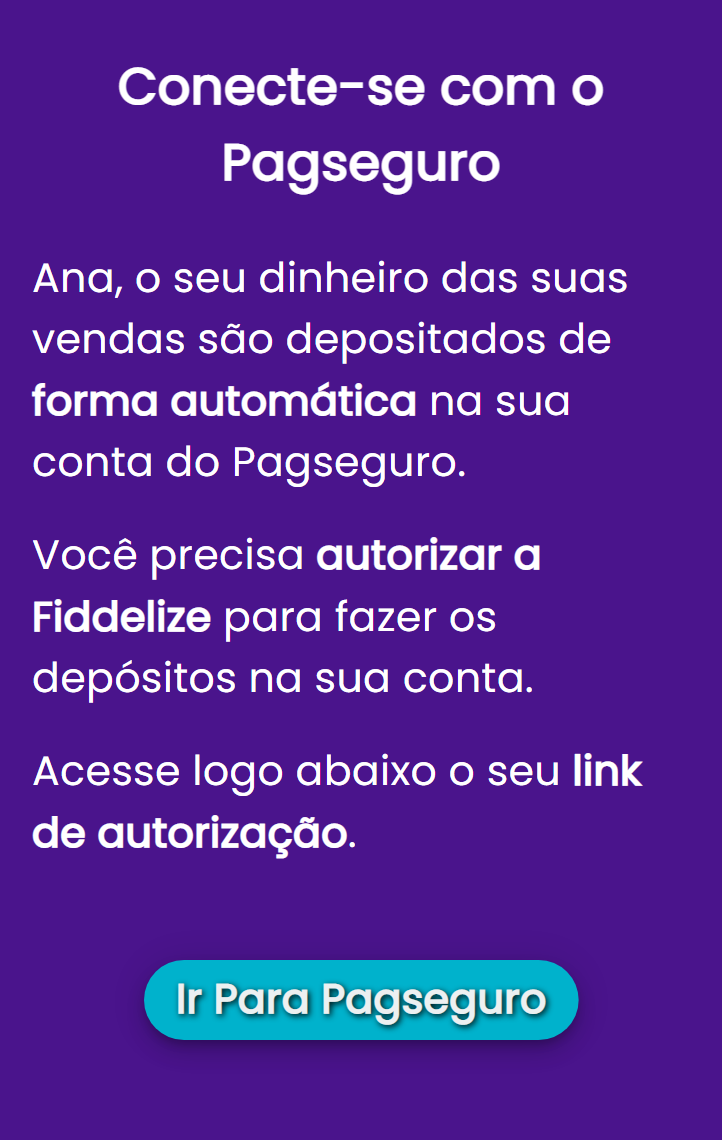 Conecte-se com o
Pagseguro
Ana, o seu dinheiro das suas
vendas são depositados de
forma automática na sua
conta do Pagseguro.
Você precisa autorizar a
Fiddelize para fazer os
depósitos na sua conta.
Acesse logo abaixo o seu link
de autorização.
Ir Para Pagseguro